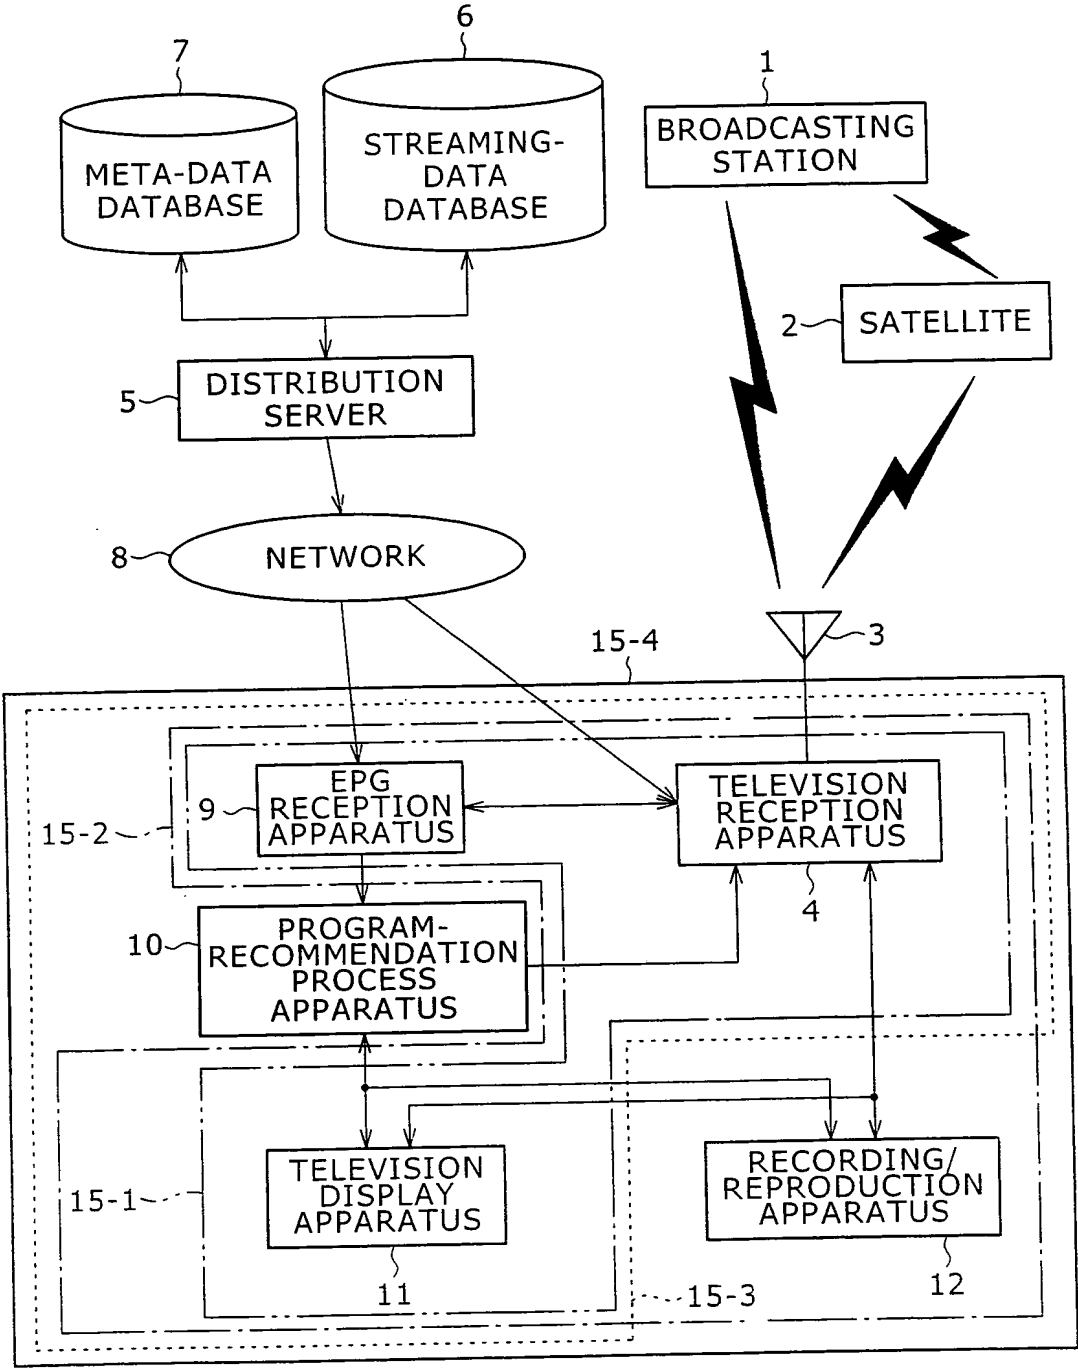 7
META-DATA
DATABASE
6
STREAMING-
DATA
DATABASE
1
BROADCASTING
STATION
2
SATELLITE
5
DISTRIBUTION
SERVER
8
NETWORK
3
15-4
9
EPG
RECEPTION
APPARATUS
TELEVISION
RECEPTION
APPARATUS
4
15-2
10
PROGRAM-
RECOMMENDATION
PROCESS
APPARATUS
15-1
TELEVISION
DISPLAY
APPARATUS
11
RECORDING/
REPRODUCTION
APPARATUS
12
15-3